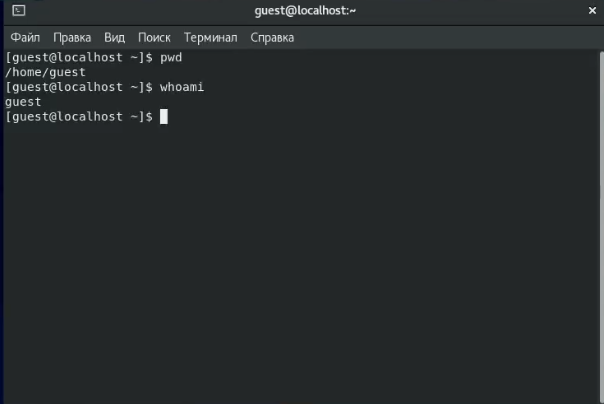 guest@localhost:~
Файл Правка Вид Поиск Терминал Справка
[guest@localhost ~]$ pwd
/home/guest
[guest@localhost ~]$ whoami
guest
[guest@localhost ~]$